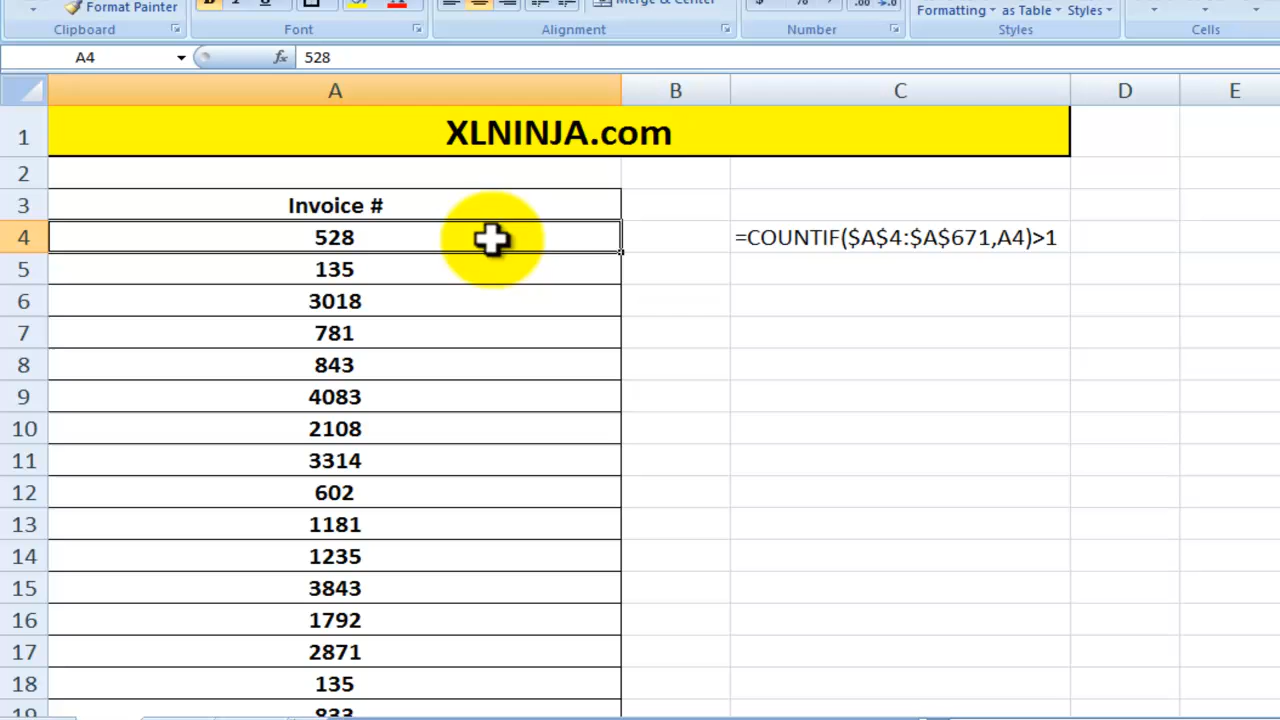 Format Painter
B I U
Merge & Center
$ % ,
.00 .0
Formatting as Table Styles
Clipboard
Font
Alignment
Number
Styles
Cells
A4 fx 528
A B C D E
1 XLNINJA.com
2
3 Invoice #
4 528 =COUNTIF($A$4:$A$671,A4)>1
5 135
6 3018
7 781
8 843
9 4083
10 2108
11 3314
12 602
13 1181
14 1235
15 3843
16 1792
17 2871
18 135
19 833